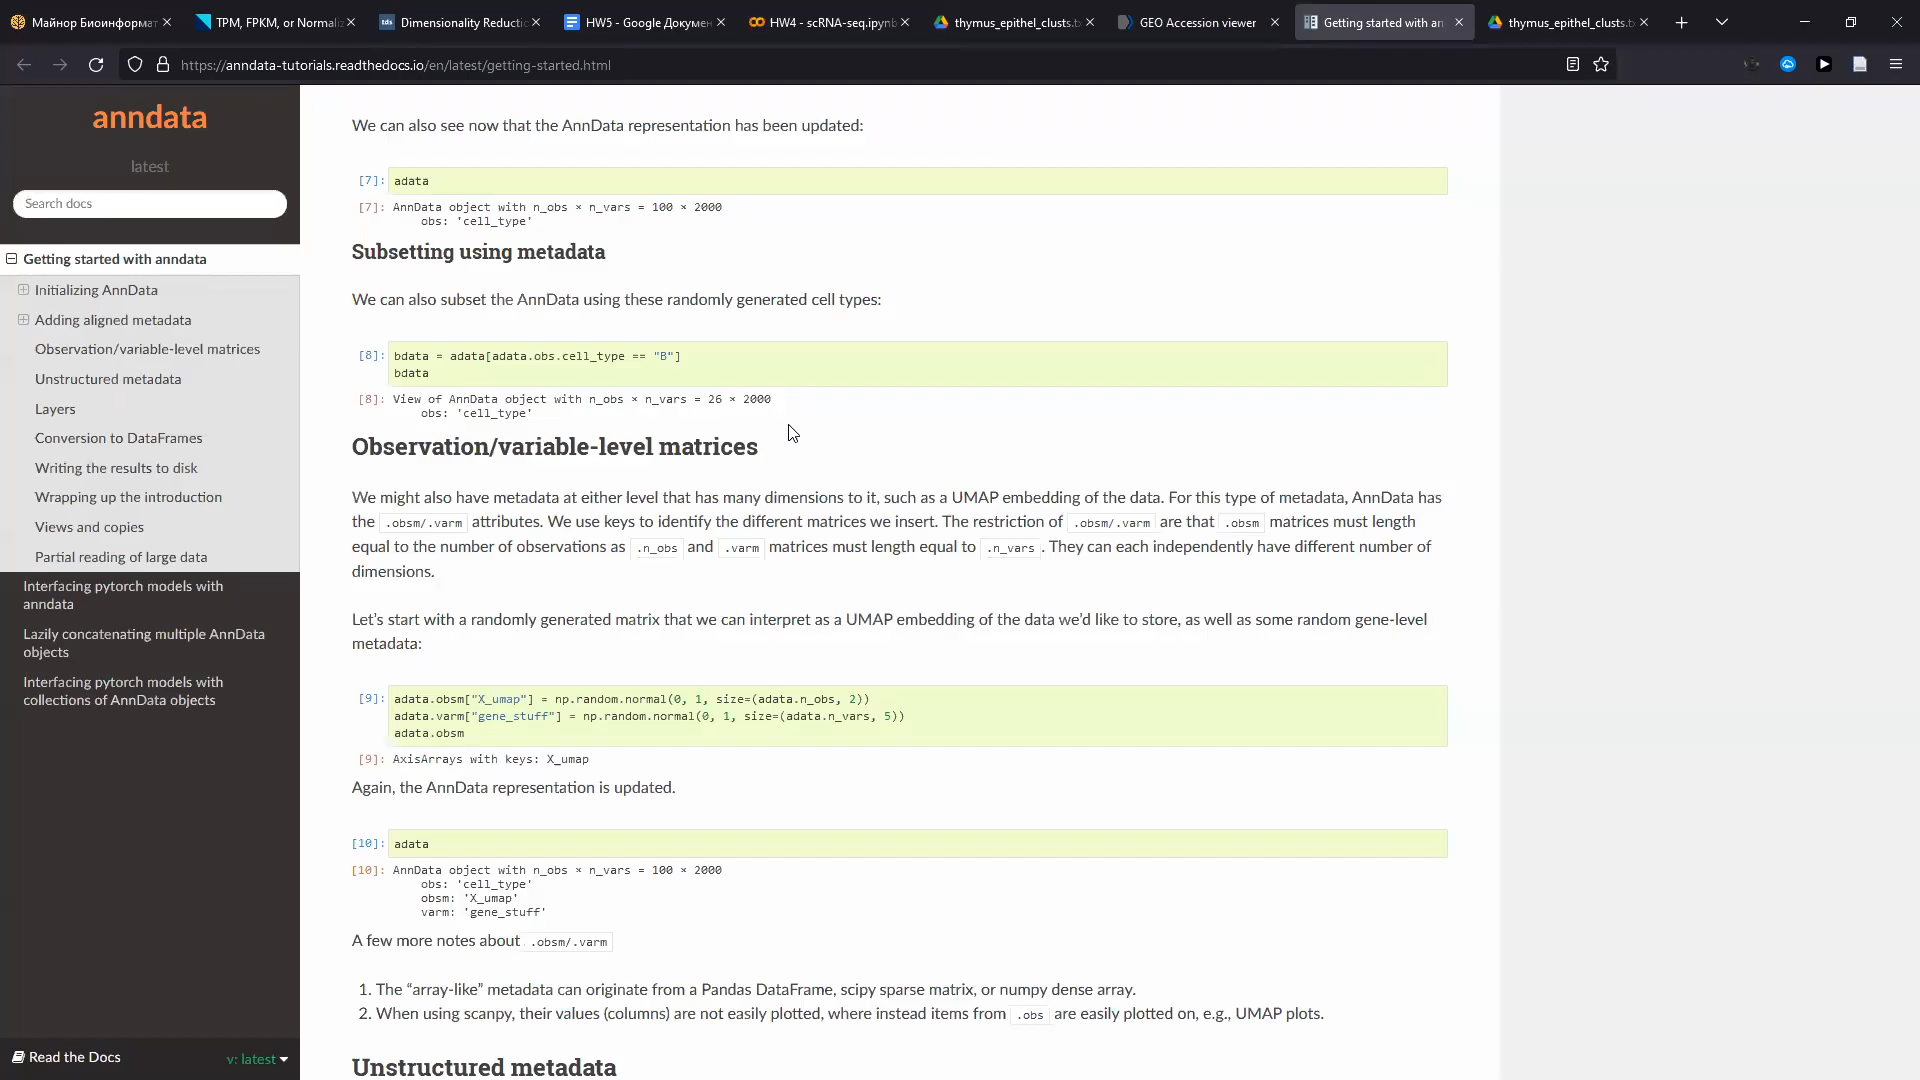 Майнор Биоинформат
TPM, FPKM, or Normaliz
tds Dimensionality Reductio
HW5 - Google Докумен
HW4 - scRNA-seq.ipynb
thymus_epithel_clusts.t
GEO Accession viewer
Getting started with an
thymus_epithel_clusts.t
https://anndata-tutorials.readthedocs.io/en/latest/getting-started.html
anndata
latest
Search docs
Getting started with anndata
Initializing AnnData
Adding aligned metadata
Observation/variable-level matrices
Unstructured metadata
Layers
Conversion to DataFrames
Writing the results to disk
Wrapping up the introduction
Views and copies
Partial reading of large data
Interfacing pytorch models with
anndata
Lazily concatenating multiple AnnData
objects
Interfacing pytorch models with
collections of AnnData objects
Read the Docs
v: latest
We can also see now that the AnnData representation has been updated:
[7]: adata
[7]: AnnData object with n_obs × n_vars = 100 × 2000
obs: 'cell_type'
Subsetting using metadata
We can also subset the AnnData using these randomly generated cell types:
[8]: bdata = adata[adata.obs.cell_type == "B"]
bdata
[8]: View of AnnData object with n_obs × n_vars = 26 × 2000
obs: 'cell_type'
Observation/variable-level matrices
We might also have metadata at either level that has many dimensions to it, such as a UMAP embedding of the data. For this type of metadata, AnnData has
the .obsm/.varm attributes. We use keys to identify the different matrices we insert. The restriction of .obsm/.varm are that .obsm matrices must length
equal to the number of observations as .n_obs and .varm matrices must length equal to .n_vars. They can each independently have different number of
dimensions.
Let’s start with a randomly generated matrix that we can interpret as a UMAP embedding of the data we’d like to store, as well as some random gene-level
metadata:
[9]: adata.obsm["X_umap"] = np.random.normal(0, 1, size=(adata.n_obs, 2))
adata.varm["gene_stuff"] = np.random.normal(0, 1, size=(adata.n_vars, 5))
adata.obsm
[9]: AxisArrays with keys: X_umap
Again, the AnnData representation is updated.
[10]: adata
[10]: AnnData object with n_obs × n_vars = 100 × 2000
obs: 'cell_type'
obsm: 'X_umap'
varm: 'gene_stuff'
A few more notes about .obsm/.varm
1. The “array-like” metadata can originate from a Pandas DataFrame, scipy sparse matrix, or numpy dense array.
2. When using scanpy, their values (columns) are not easily plotted, where instead items from .obs are easily plotted on, e.g., UMAP plots.
Unstructured metadata